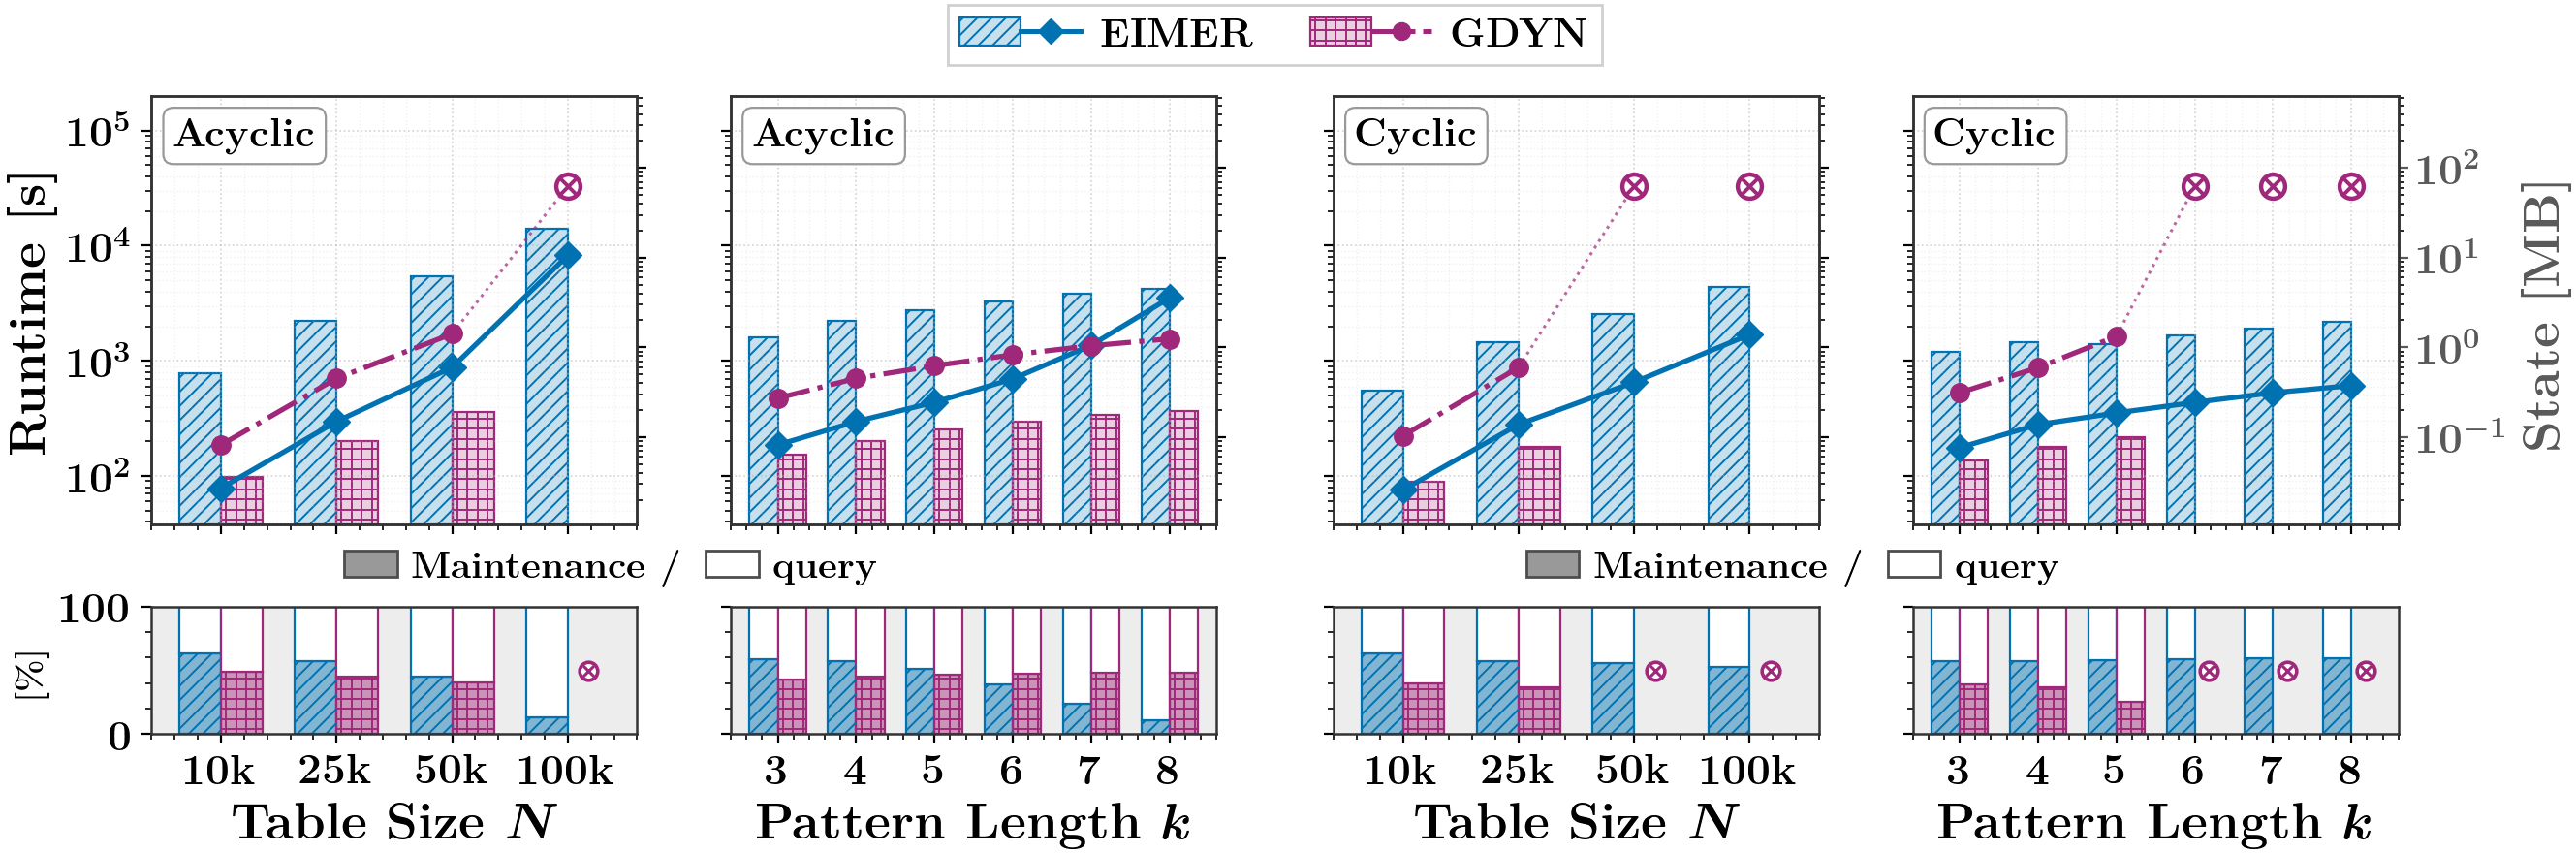 EIMER GDYN
Runtime [s]
10^5
10^4
10^3
10^2
Acyclic
Acyclic
Cyclic
Cyclic
10^2
10^1
10^0
10^−1
State [MB]
Maintenance / query
Maintenance / query
[%]
100
0
10k 25k 50k 100k
3 4 5 6 7 8
10k 25k 50k 100k
3 4 5 6 7 8
Table Size N
Pattern Length k
Table Size N
Pattern Length k